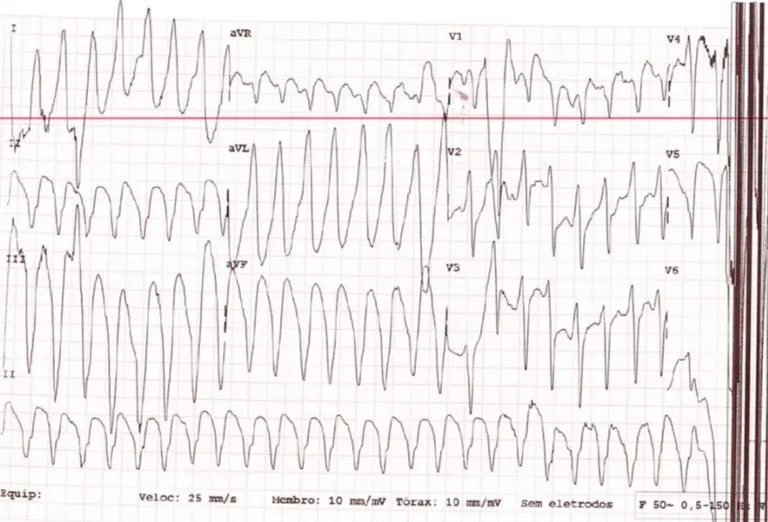 I aVR V1 V4
II aVL V2 V5
III aVF V3 V6
II
Equip: Veloc: 25 mm/s Membro: 10 mm/mV Tórax: 10 mm/mV Sem eletrodos F 50~ 0,5-150